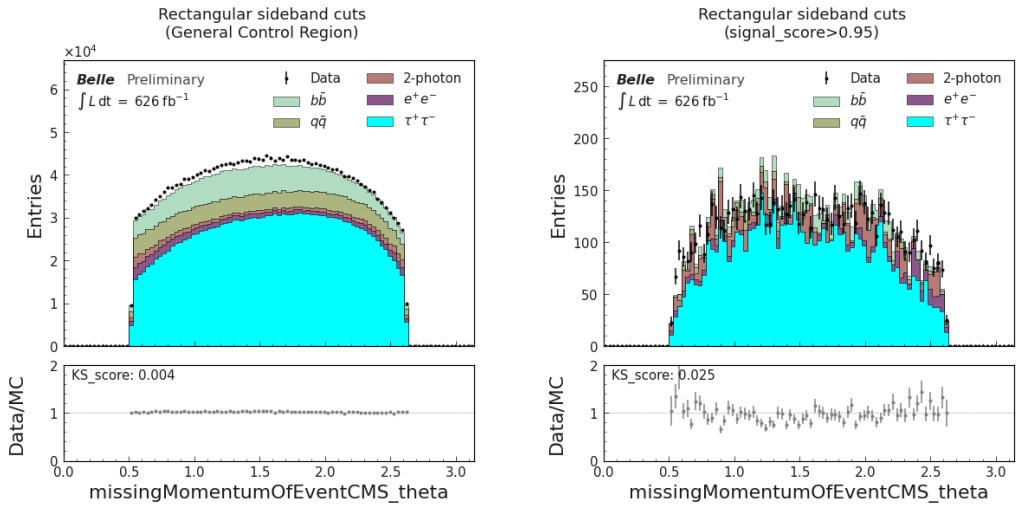 Rectangular sideband cuts
(General Control Region)
×10⁴
Belle Preliminary
∫ L dt = 626 fb⁻¹
Data
bb̄
qq̄
2-photon
e⁺e⁻
τ⁺τ⁻
Entries
6
5
4
3
2
1
0
KS_score: 0.004
Data/MC
2
1
0
0.0 0.5 1.0 1.5 2.0 2.5 3.0
missingMomentumOfEventCMS_theta
Rectangular sideband cuts
(signal_score>0.95)
Belle Preliminary
∫ L dt = 626 fb⁻¹
Data
bb̄
qq̄
2-photon
e⁺e⁻
τ⁺τ⁻
Entries
250
200
150
100
50
0
KS_score: 0.025
Data/MC
2
1
0
0.0 0.5 1.0 1.5 2.0 2.5 3.0
missingMomentumOfEventCMS_theta